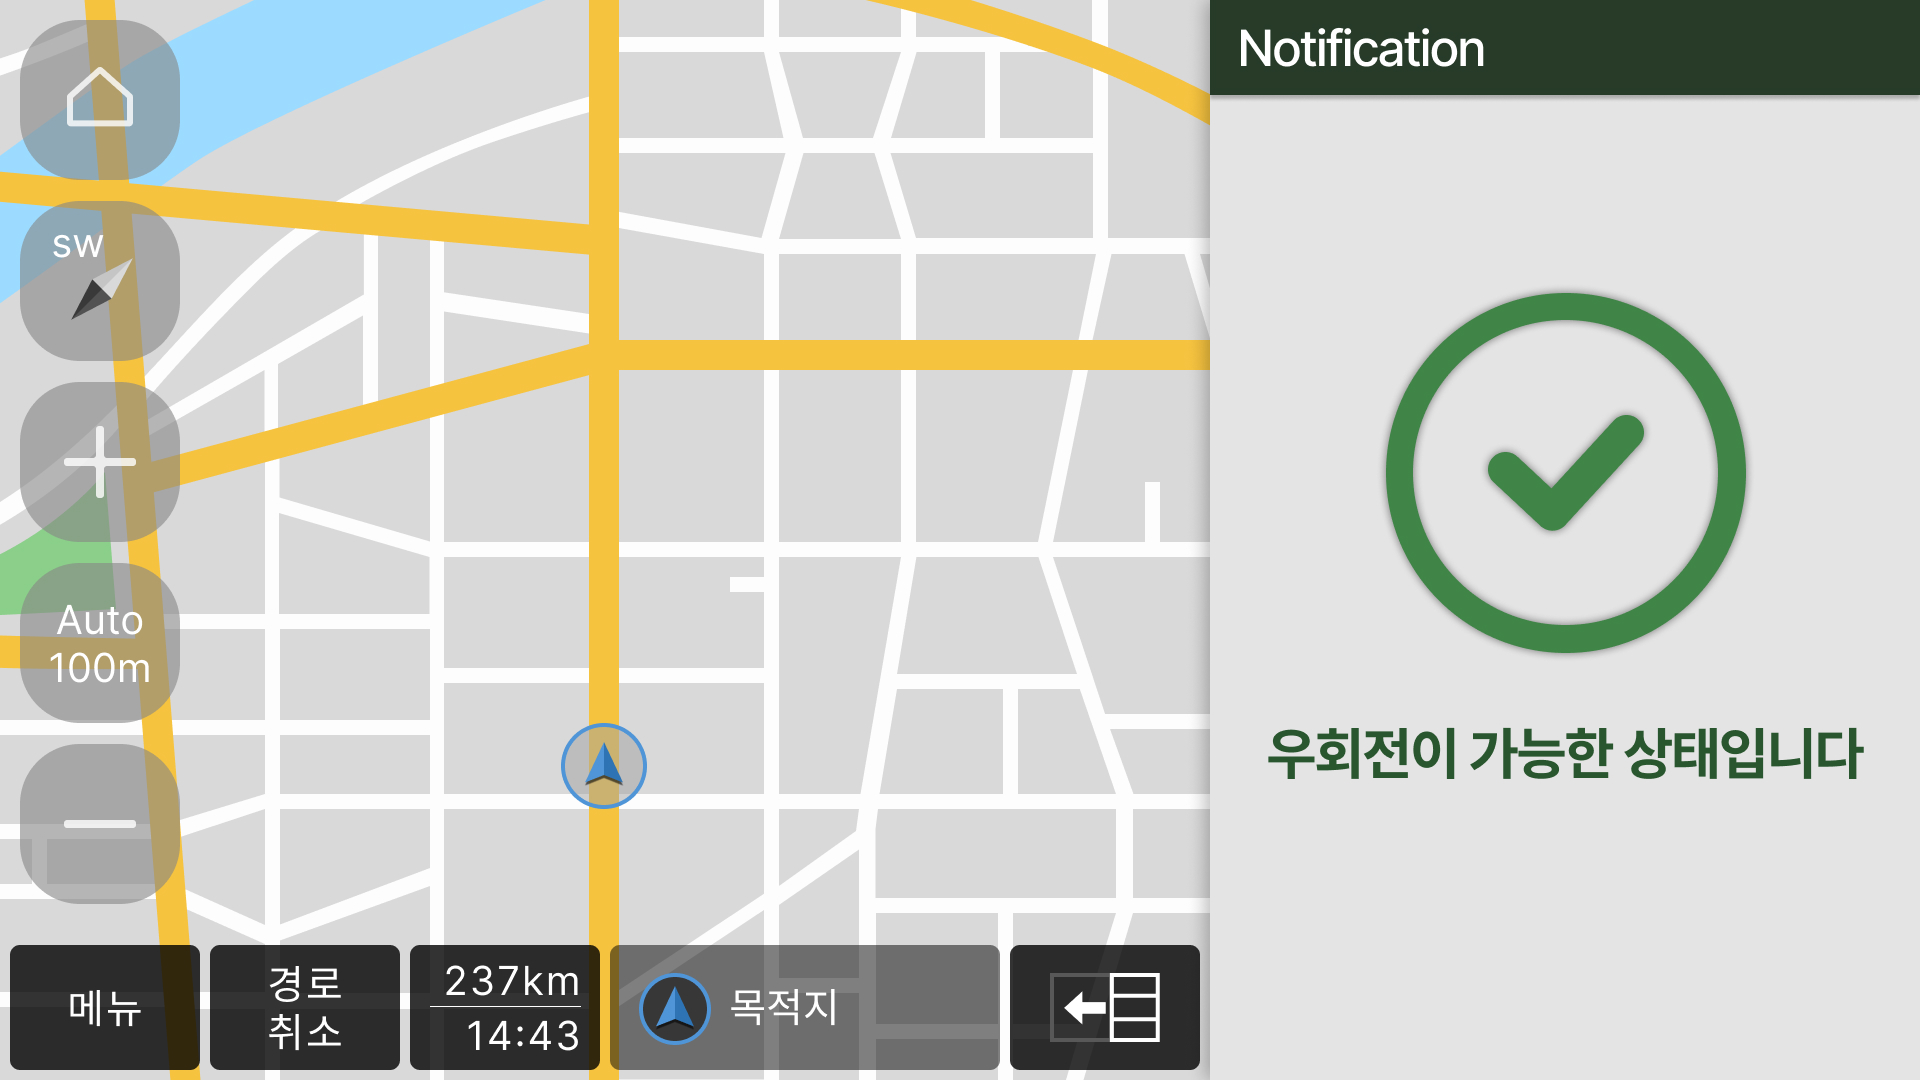 SW
Auto
100m
메뉴
경로
취소
237km
14:43
목적지
Notification
우회전이 가능한 상태입니다